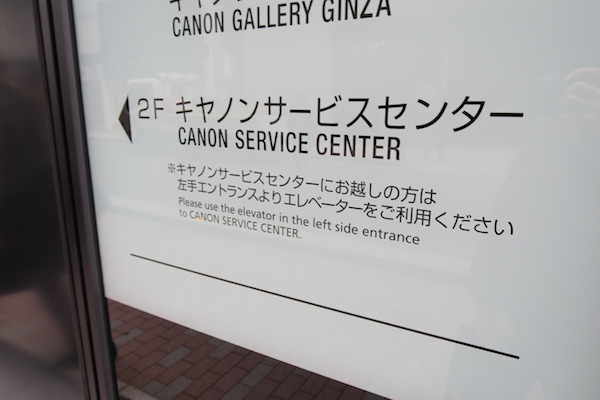 CANON GALLERY GINZA
2F キヤノンサービスセンター
CANON SERVICE CENTER
※キヤノンサービスセンターにお越しの方は
左手エントランスよりエレベーターをご利用ください
Please use the elevator in the left side entrance
to CANON SERVICE CENTER.